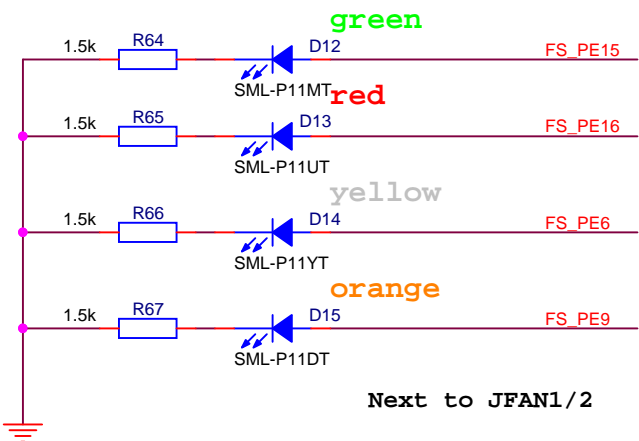 green
1.5k R64 D12 FS_PE15
SML-P11MT
red
1.5k R65 D13 FS_PE16
SML-P11UT
yellow
1.5k R66 D14 FS_PE6
SML-P11YT
orange
1.5k R67 D15 FS_PE9
SML-P11DT
Next to JFAN1/2